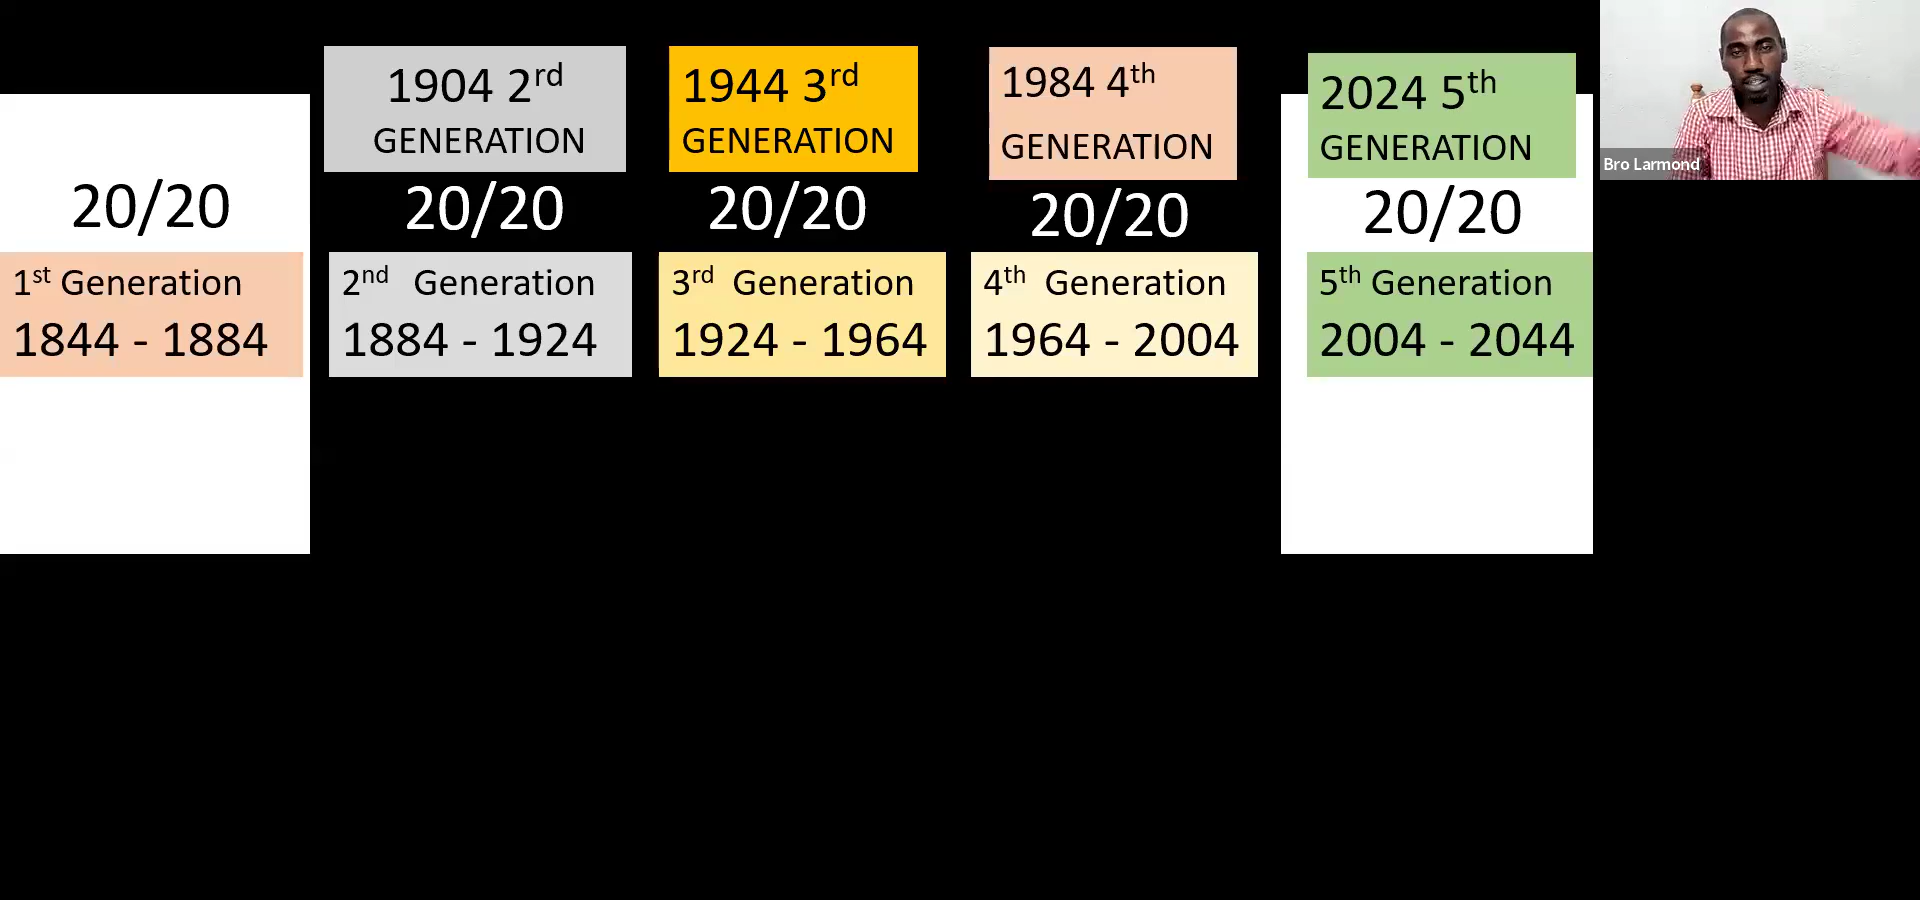 1904 2rd
GENERATION
1944 3rd
GENERATION
1984 4th
GENERATION
2024 5th
GENERATION
20/20
20/20
20/20
20/20
20/20
1st Generation
1844 - 1884
2nd Generation
1884 - 1924
3rd Generation
1924 - 1964
4th Generation
1964 - 2004
5th Generation
2004 - 2044
Bro Larmond